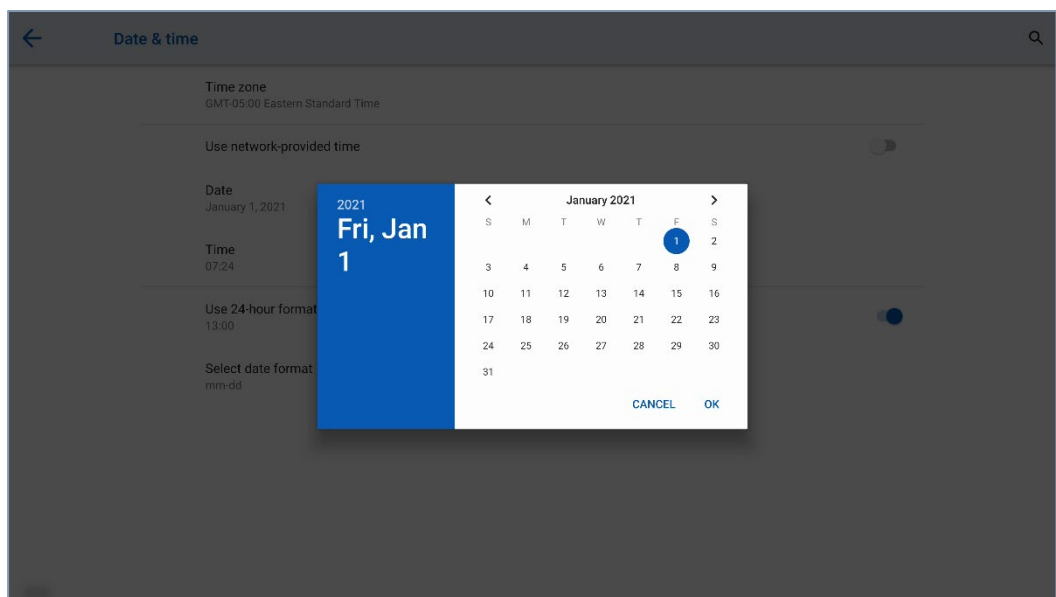 Date & time
Time zone
GMT-05:00 Eastern Standard Time
Use network-provided time
Date
January 1, 2021
Time
07:24
Use 24-hour format
13:00
Select date format
mm-dd
2021
Fri, Jan
1
January 2021
S M T W T F S
1 2
3 4 5 6 7 8 9
10 11 12 13 14 15 16
17 18 19 20 21 22 23
24 25 26 27 28 29 30
31
CANCEL OK